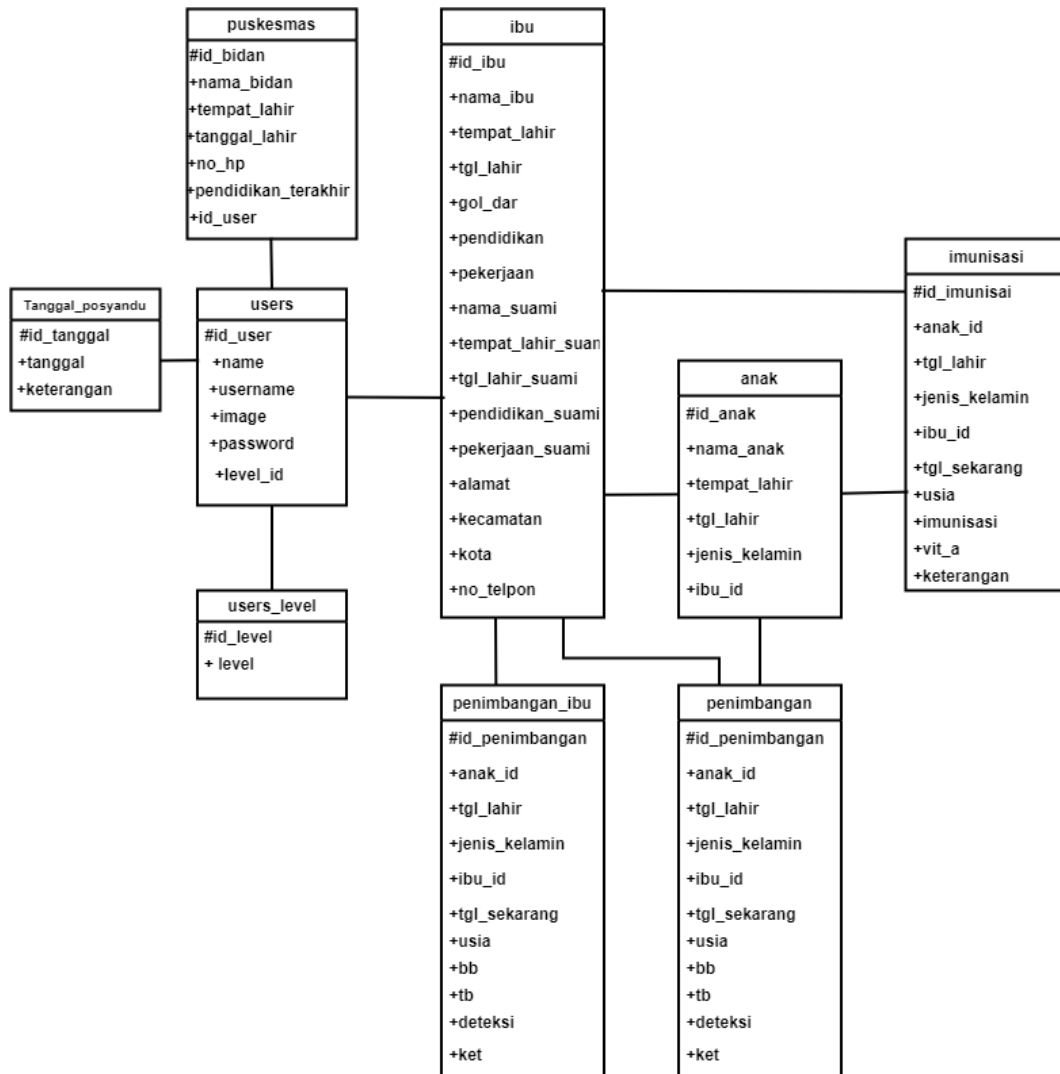 puskesmas
#id_bidan
+nama_bidan
+tempat_lahir
+tanggal_lahir
+no_hp
+pendidikan_terakhir
+id_user
ibu
#id_ibu
+nama_ibu
+tempat_lahir
+tgl_lahir
+gol_dar
+pendidikan
+pekerjaan
+nama_suami
+tempat_lahir_suan
+tgl_lahir_suami
+pendidikan_suami
+pekerjaan_suami
+alamat
+kecamatan
+kota
+no_telpon
imunisasi
#id_imunisai
+anak_id
+tgl_lahir
+jenis_kelamin
+ibu_id
+tgl_sekarang
+usia
+imunisasi
+vit_a
+keterangan
Tanggal_posyandu
#id_tanggal
+tanggal
+keterangan
users
#id_user
+name
+username
+image
+password
+level_id
anak
#id_anak
+nama_anak
+tempat_lahir
+tgl_lahir
+jenis_kelamin
+ibu_id
users_level
#id_level
+ level
penimbangan_ibu
#id_penimbangan
+anak_id
+tgl_lahir
+jenis_kelamin
+ibu_id
+tgl_sekarang
+usia
+bb
+tb
+deteksi
+ket
penimbangan
#id_penimbangan
+anak_id
+tgl_lahir
+jenis_kelamin
+ibu_id
+tgl_sekarang
+usia
+bb
+tb
+deteksi
+ket